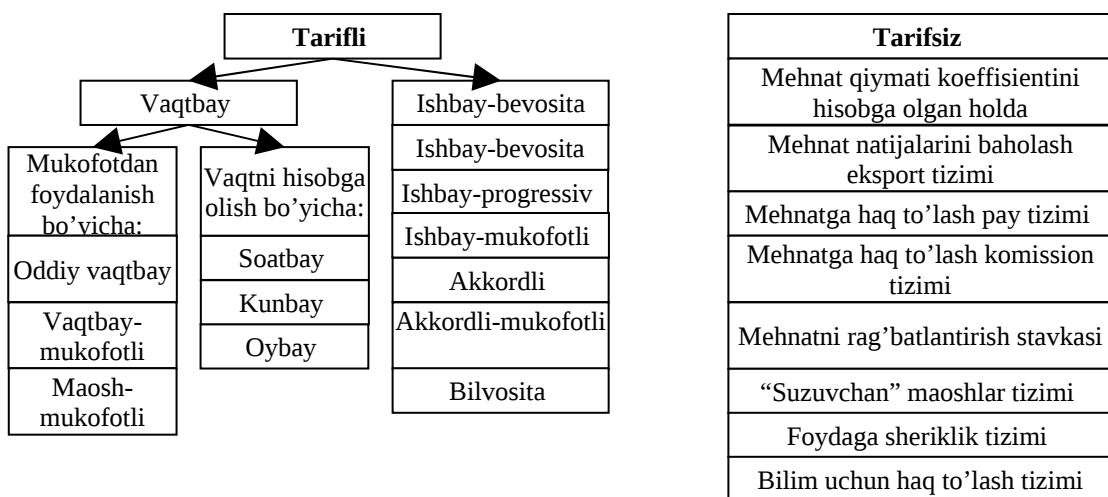 Tarifli
Vaqtbay
Mukofotdan
foydalanish
bo’yicha:
Oddiy vaqtbay
Vaqtbay-
mukofotli
Maosh-
mukofotli
Vaqtni hisobga
olish bo’yicha:
Soatbay
Kunbay
Oybay
Ishbay-bevosita
Ishbay-bevosita
Ishbay-progressiv
Ishbay-mukofotli
Akkordli
Akkordli-mukofotli
Bilvosita
Tarifsiz
Mehnat qiymati koeffisientini
hisobga olgan holda
Mehnat natijalarini baholash
eksport tizimi
Mehnatga haq to’lash pay tizimi
Mehnatga haq to’lash komission
tizimi
Mehnatni rag’batlantirish stavkasi
“Suzuvchan” maoshlar tizimi
Foydaga sheriklik tizimi
Bilim uchun haq to’lash tizimi